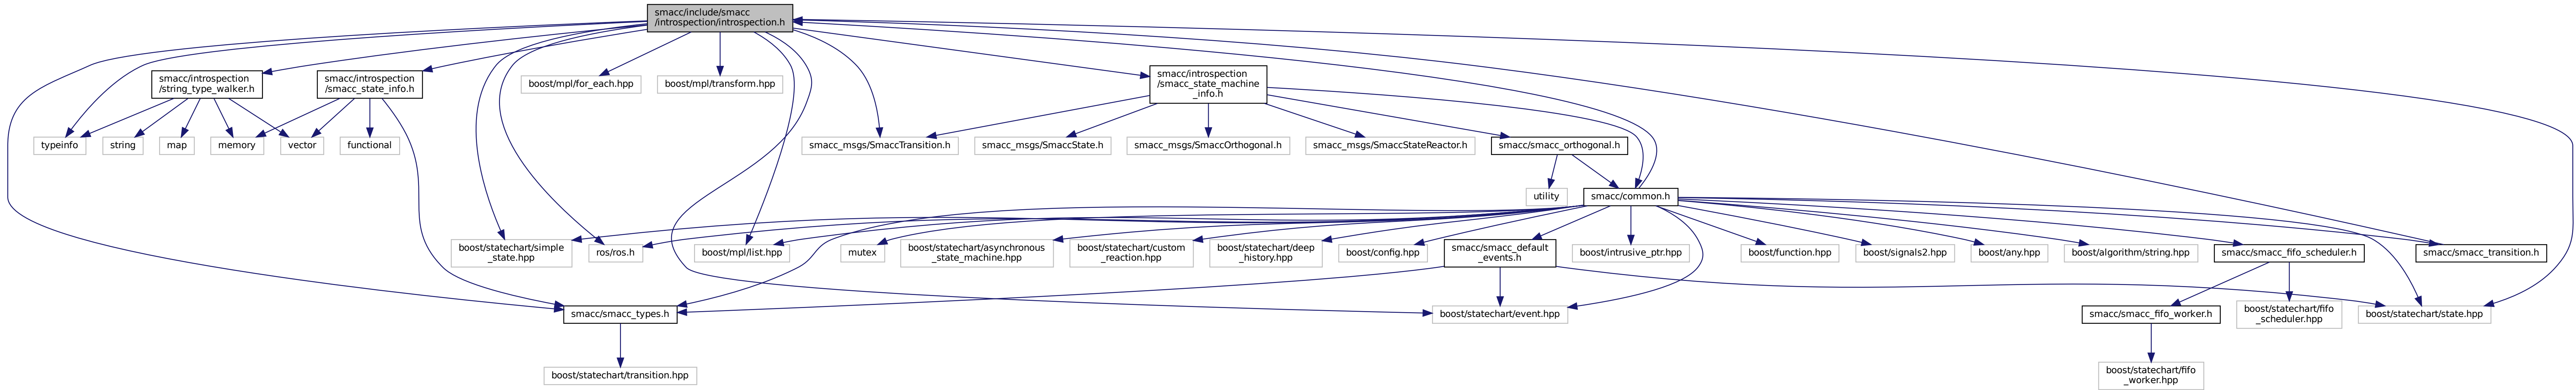 smacc/include/smacc
/introspection/introspection.h
smacc/introspection
/string_type_walker.h
smacc/introspection
/smacc_state_info.h
boost/mpl/for_each.hpp
boost/mpl/transform.hpp
smacc/introspection
/smacc_state_machine
_info.h
typeinfo
string
map
memory
vector
functional
smacc_msgs/SmaccTransition.h
smacc_msgs/SmaccState.h
smacc_msgs/SmaccOrthogonal.h
smacc_msgs/SmaccStateReactor.h
smacc/smacc_orthogonal.h
utility
smacc/common.h
boost/statechart/simple
_state.hpp
ros/ros.h
boost/mpl/list.hpp
mutex
boost/statechart/asynchronous
_state_machine.hpp
boost/statechart/custom
_reaction.hpp
boost/statechart/deep
_history.hpp
boost/config.hpp
smacc/smacc_default
_events.h
boost/intrusive_ptr.hpp
boost/function.hpp
boost/signals2.hpp
boost/any.hpp
boost/algorithm/string.hpp
smacc/smacc_fifo_scheduler.h
smacc/smacc_transition.h
smacc/smacc_types.h
boost/statechart/event.hpp
smacc/smacc_fifo_worker.h
boost/statechart/fifo
_scheduler.hpp
boost/statechart/state.hpp
boost/statechart/transition.hpp
boost/statechart/fifo
_worker.hpp